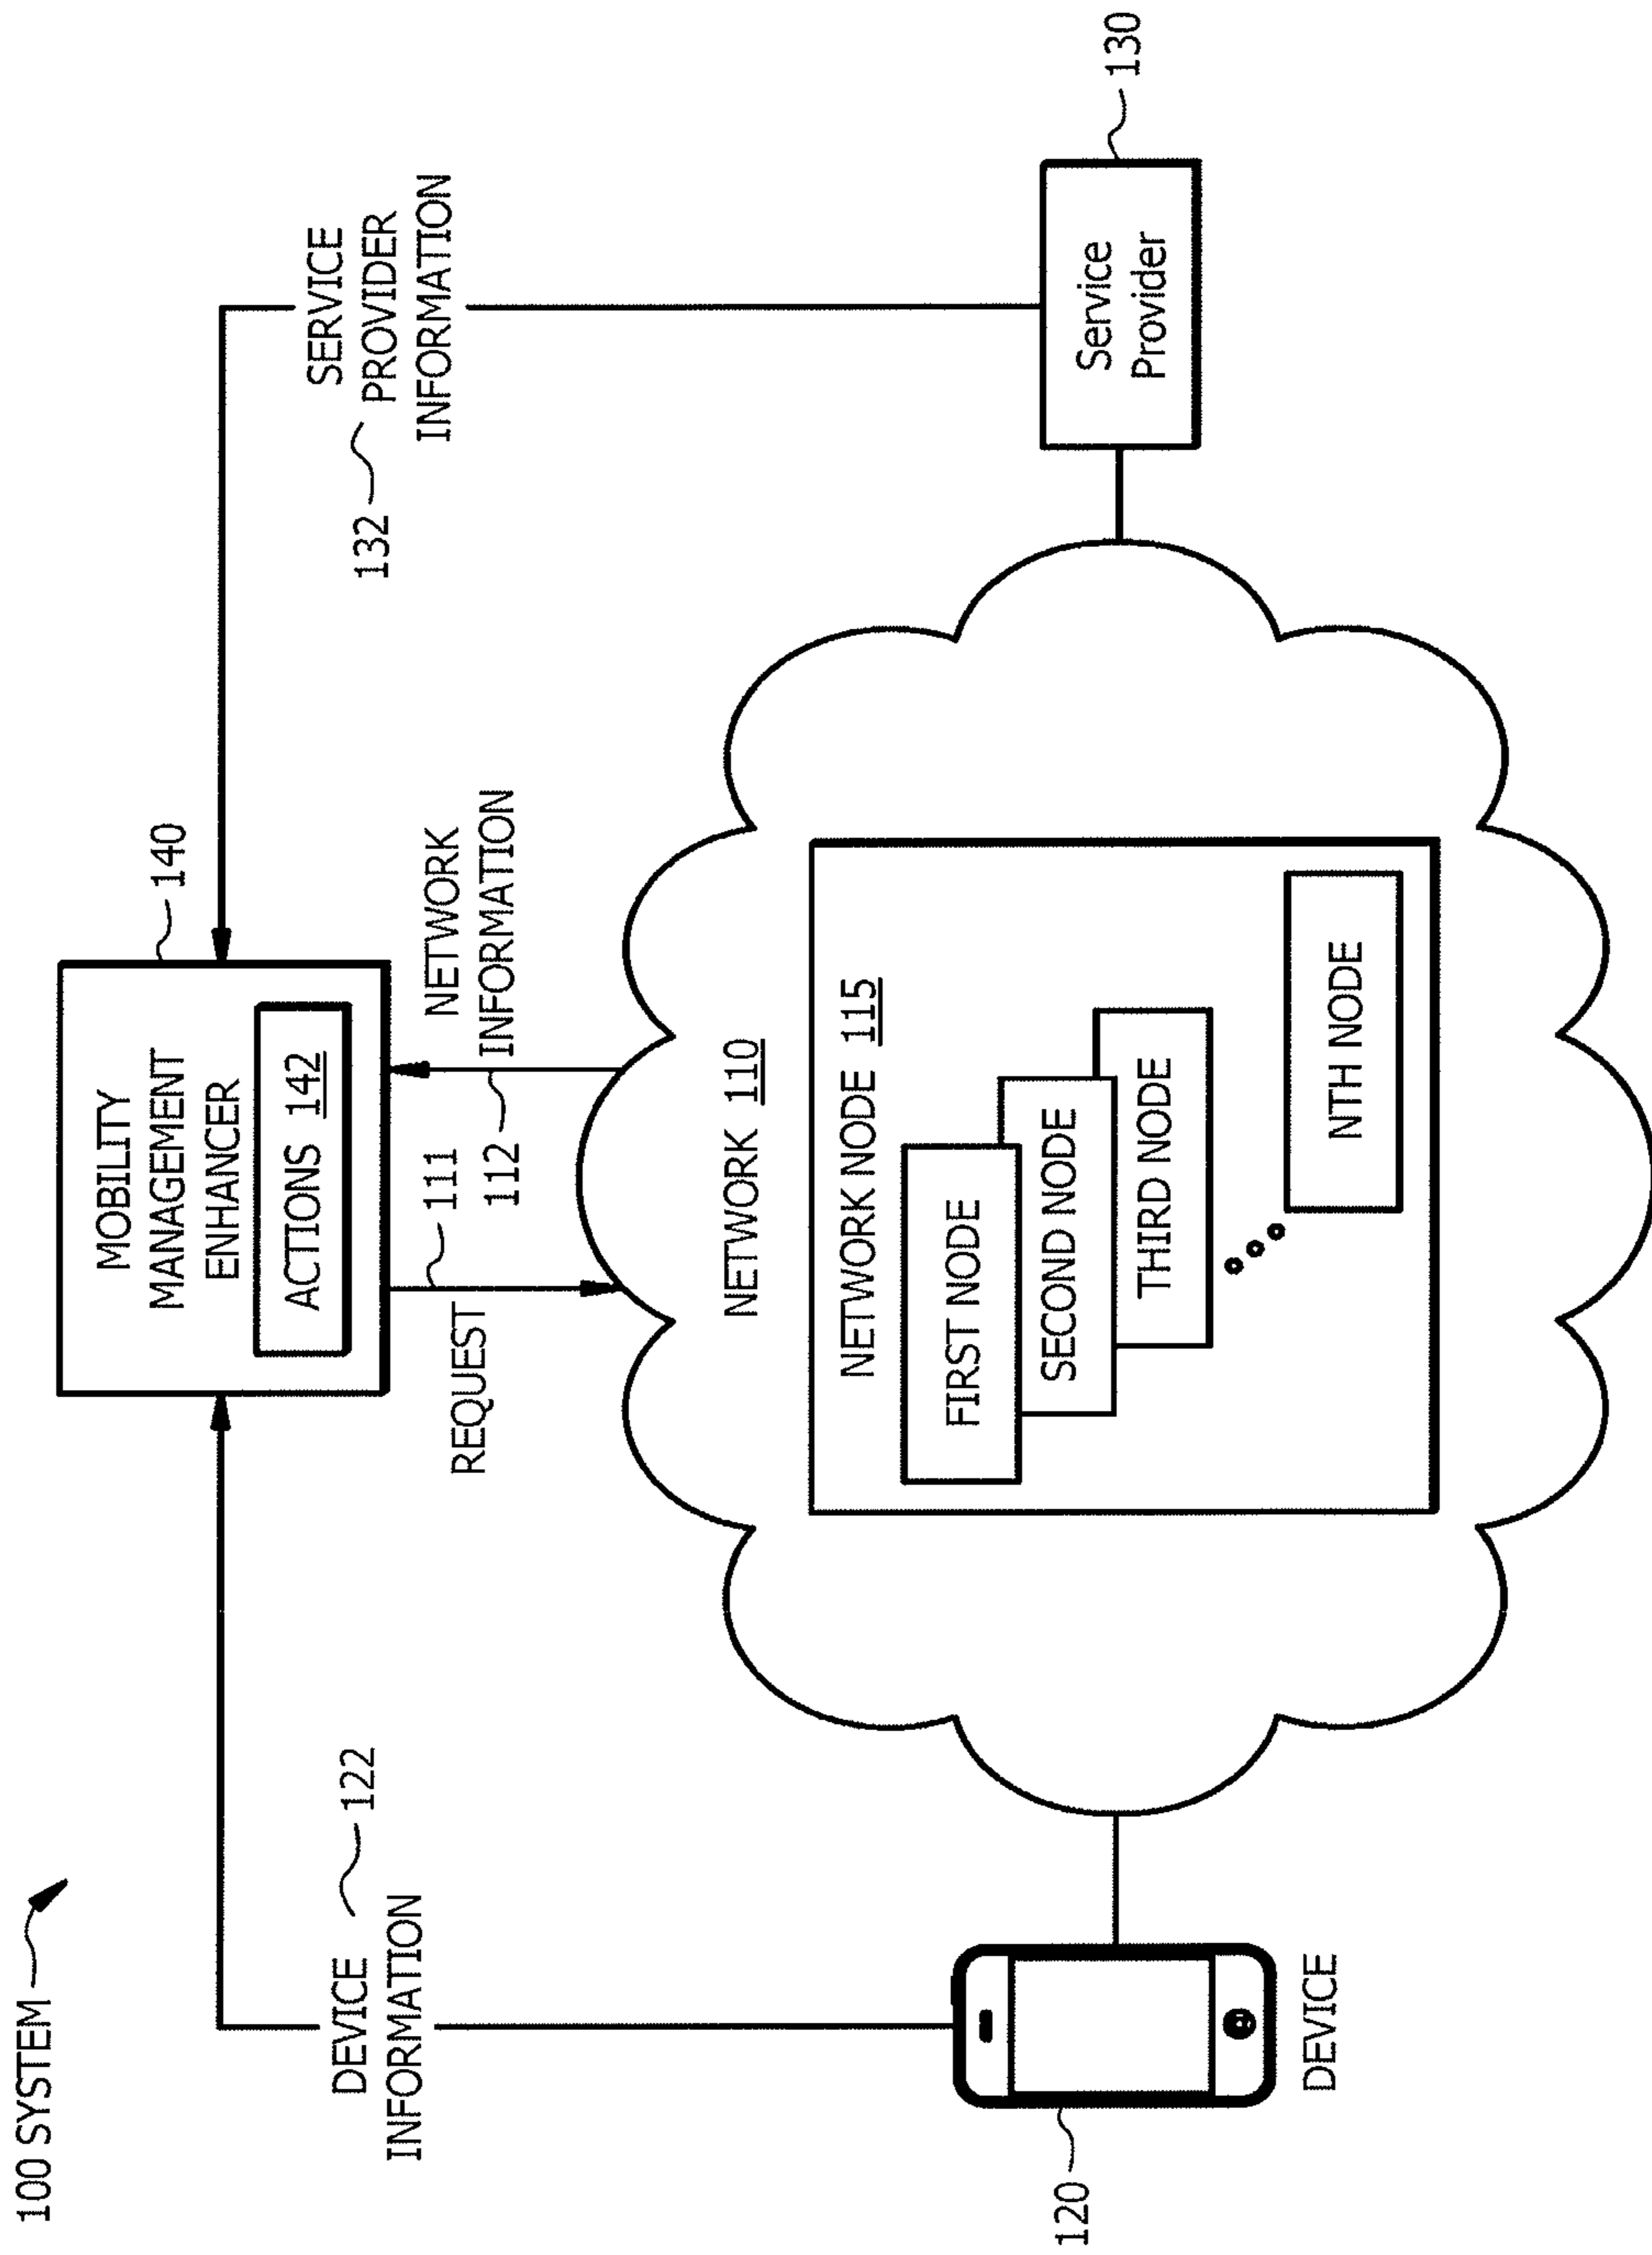 100 SYSTEM
MOBILITY
MANAGEMENT
ENHANCER
140
ACTIONS 142
DEVICE
INFORMATION
122
SERVICE
PROVIDER
INFORMATION
132
REQUEST
111
112
NETWORK
INFORMATION
NETWORK 110
NETWORK NODE 115
FIRST NODE
SECOND NODE
THIRD NODE
NTH NODE
120
DEVICE
Service
Provider
130